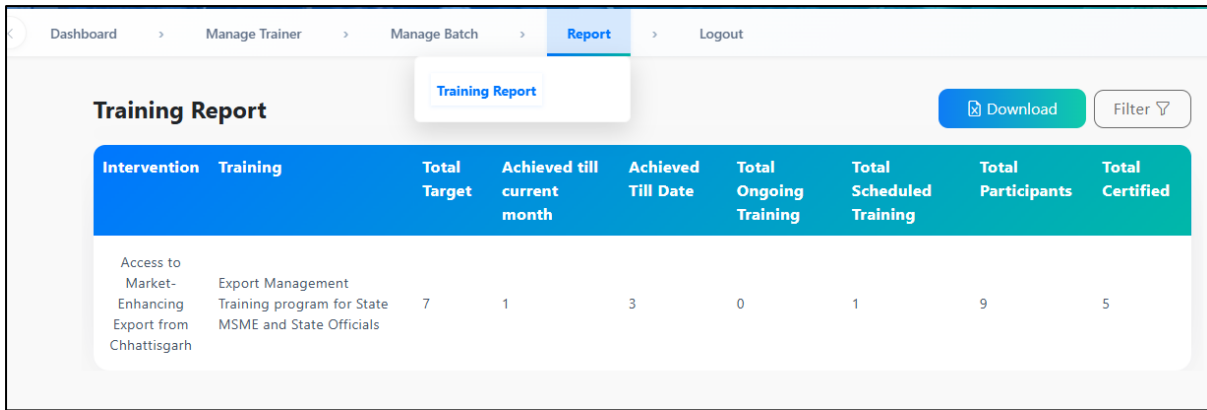 Dashboard > Manage Trainer > Manage Batch > Report > Logout
Training Report
Training Report
Download
Filter
Intervention Training Total Target Achieved till current month Achieved Till Date Total Ongoing Training Total Scheduled Training Total Participants Total Certified
Access to
Market-
Enhancing
Export from
Chhattisgarh
Export Management
Training program for State
MSME and State Officials
7 1 3 0 1 9 5